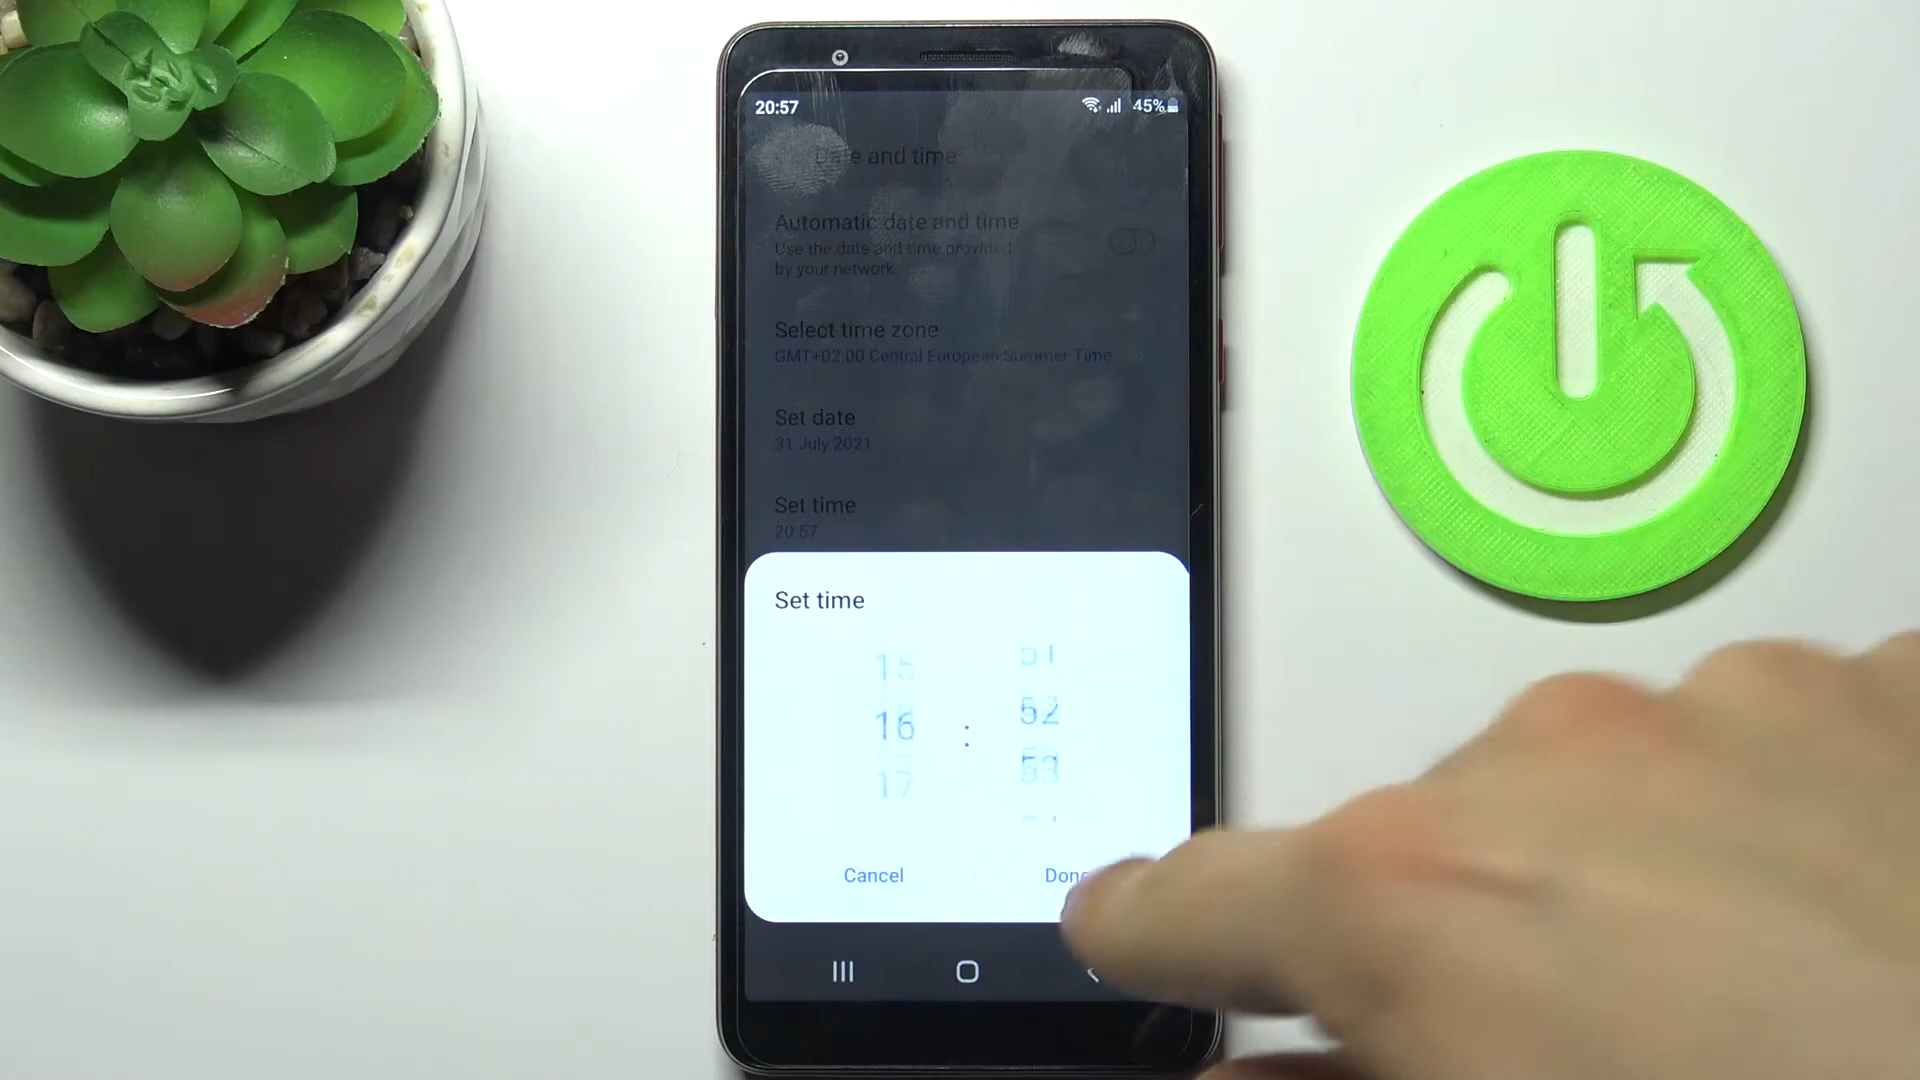 20:57
45%
Date and time
Automatic date and time
Use the date and time provided
by your network.
Select time zone
GMT+02:00 Central European Summer Time
Set date
31 July 2021
Set time
20:57
Set time
15
51
16 : 52
17
53
Cancel
Done